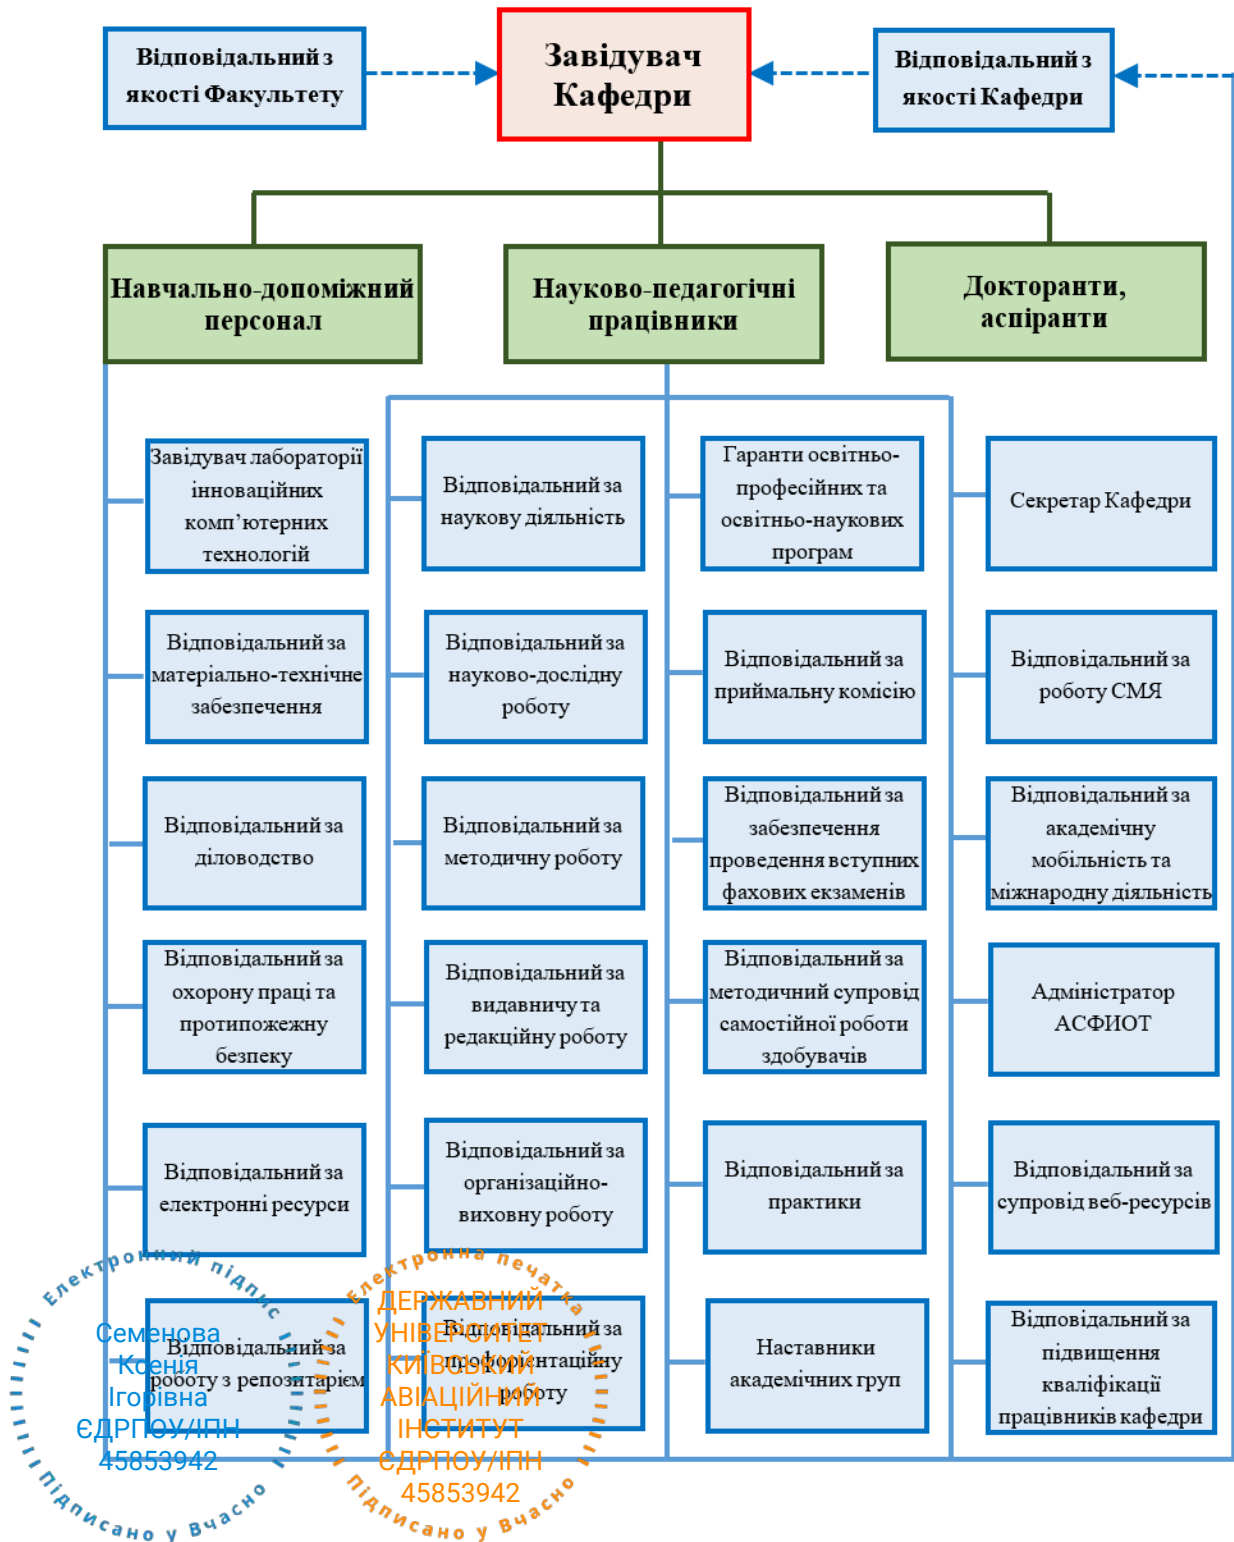 Відповідальний з
якості Факультету
Завідувач
Кафедри
Відповідальний з
якості Кафедри
Навчально-допоміжний
персонал
Науково-педагогічні
працівники
Докторанти,
аспіранти
Завідувач лабораторії
інноваційних
комп’ютерних
технологій
Відповідальний за
наукову діяльність
Гаранти освітньо-
професійних та
освітньо-наукових
програм
Секретар Кафедри
Відповідальний за
матеріально-технічне
забезпечення
Відповідальний за
науково-дослідну
роботу
Відповідальний за
приймальну комісію
Відповідальний за
роботу СМЯ
Відповідальний за
діловодство
Відповідальний за
методичну роботу
Відповідальний за
забезпечення
проведення вступних
фахових екзаменів
Відповідальний за
академічну
мобільність та
міжнародну діяльність
Відповідальний за
охорону праці та
протипожежну
безпеку
Відповідальний за
видавничу та
редакційну роботу
Відповідальний за
методичний супровід
самостійної роботи
здобувачів
Адміністратор
АСФИОТ
Відповідальний за
електронні ресурси
Відповідальний за
організаційно-
виховну роботу
Відповідальний за
практики
Відповідальний за
супровід веб-ресурсів
Відповідальний за
роботу з репозитарієм
Відповідальний за
профорієнтаційну
роботу
Наставники
академічних груп
Відповідальний за
підвищення
кваліфікації
працівників кафедри
Електронний підпис
Семенова
Ксенія
Ігорівна
ЄДРПОУ/ІПН
45853942
Підписано у Вчасно
Електронна печатка
ДЕРЖАВНИЙ
УНІВЕРСИТЕТ
КИЇВСЬКИЙ
АВІАЦІЙНИЙ
ІНСТИТУТ
ЄДРПОУ/ІПН
45853942
Підписано у Вчасно